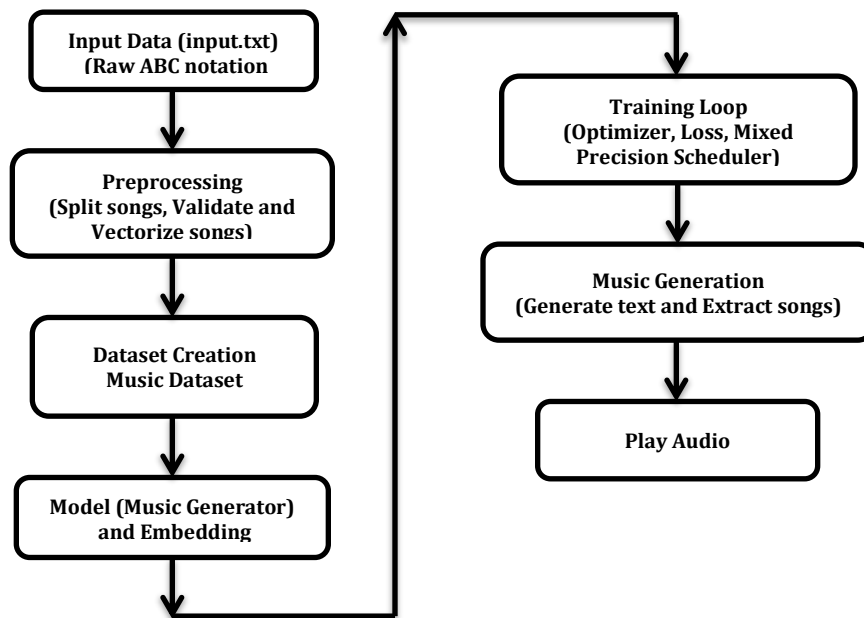 Input Data (input.txt)
(Raw ABC notation
Preprocessing
(Split songs, Validate and
Vectorize songs)
Dataset Creation
Music Dataset
Model (Music Generator)
and Embedding
Training Loop
(Optimizer, Loss, Mixed
Precision Scheduler)
Music Generation
(Generate text and Extract songs)
Play Audio